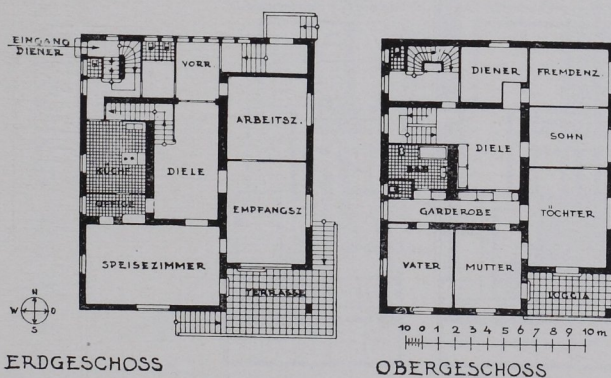 EINGANG
DIENER
VORR.
ARBEITSZ.
KÜCHE
DIELE
OFFICE
EMPFANGSZ
SPEISEZIMMER
TERRASSE
N
W O
S
ERDGESCHOSS
DIENER
FREMDENZ.
SOHN
DIELE
BAD
GARDEROBE
TÖCHTER
VATER
MUTTER
LOGGIA
10 0 1 2 3 4 5 6 7 8 9 10 m
OBERGESCHOSS